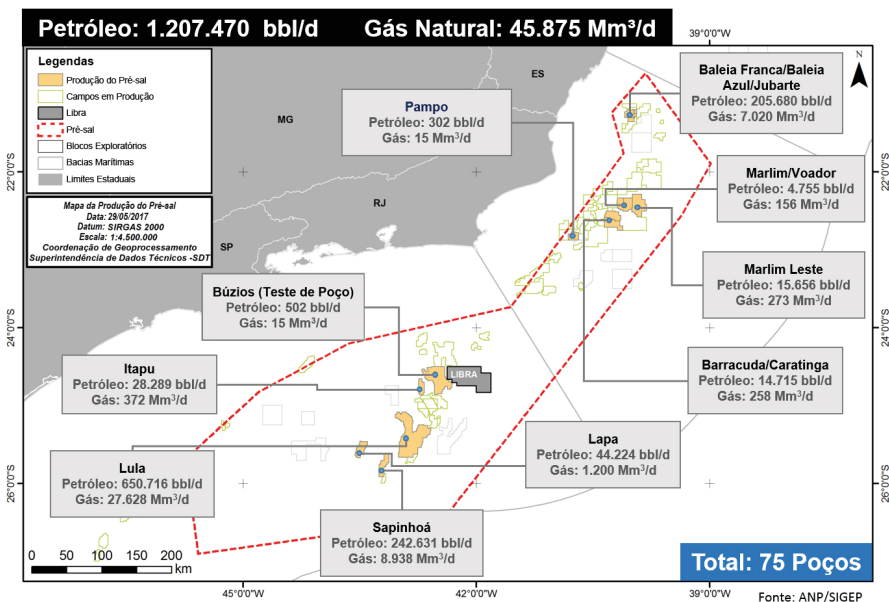 Petróleo: 1.207.470 bbl/d Gás Natural: 45.875 Mm³/d
39°0'0"W
Legendas
Produção do Pré-sal
Campos em Produção
Libra
Pré-sal
Blocos Exploratórios
Bacias Marítimas
Limites Estaduais
Mapa da Produção do Pré-sal
Data: 29/05/2017
Datum: SIRGAS 2000
Escala: 1:4.500.000
Coordenação de Geoprocessamento
Superintendência de Dados Técnicos -SDT
ES
MG
RJ
SP
N
Baleia Franca/Baleia
Azul/Jubarte
Petróleo: 205.680 bbl/d
Gás: 7.020 Mm³/d
Pampo
Petróleo: 302 bbl/d
Gás: 15 Mm³/d
Marlim/Voador
Petróleo: 4.755 bbl/d
Gás: 156 Mm³/d
Marlim Leste
Petróleo: 15.656 bbl/d
Gás: 273 Mm³/d
Búzios (Teste de Poço)
Petróleo: 502 bbl/d
Gás: 15 Mm³/d
Barracuda/Caratinga
Petróleo: 14.715 bbl/d
Gás: 258 Mm³/d
Itapu
Petróleo: 28.289 bbl/d
Gás: 372 Mm³/d
LIBRA
Lapa
Petróleo: 44.224 bbl/d
Gás: 1.200 Mm³/d
Lula
Petróleo: 650.716 bbl/d
Gás: 27.628 Mm³/d
Sapinhoá
Petróleo: 242.631 bbl/d
Gás: 8.938 Mm³/d
22°0'0"S
24°0'0"S
26°0'0"S
22°0'0"S
24°0'0"S
26°0'0"S
0 50 100 150 200
km
Total: 75 Poços
45°0'0"W
42°0'0"W
39°0'0"W
Fonte: ANP/SIGEP